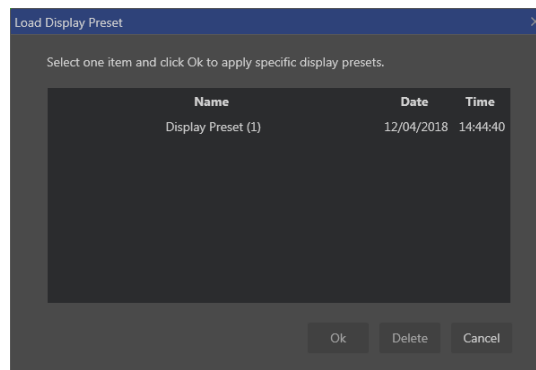 Load Display Preset
Select one item and click Ok to apply specific display presets.
Name Date Time
Display Preset (1) 12/04/2018 14:44:40
Ok Delete Cancel